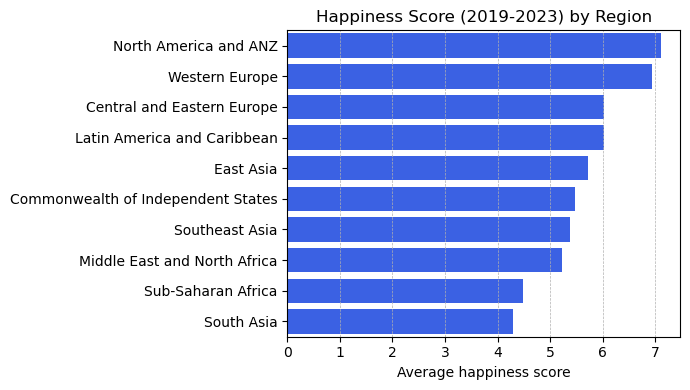 Happiness Score (2019-2023) by Region
North America and ANZ
Western Europe
Central and Eastern Europe
Latin America and Caribbean
East Asia
Commonwealth of Independent States
Southeast Asia
Middle East and North Africa
Sub-Saharan Africa
South Asia
0 1 2 3 4 5 6 7
Average happiness score